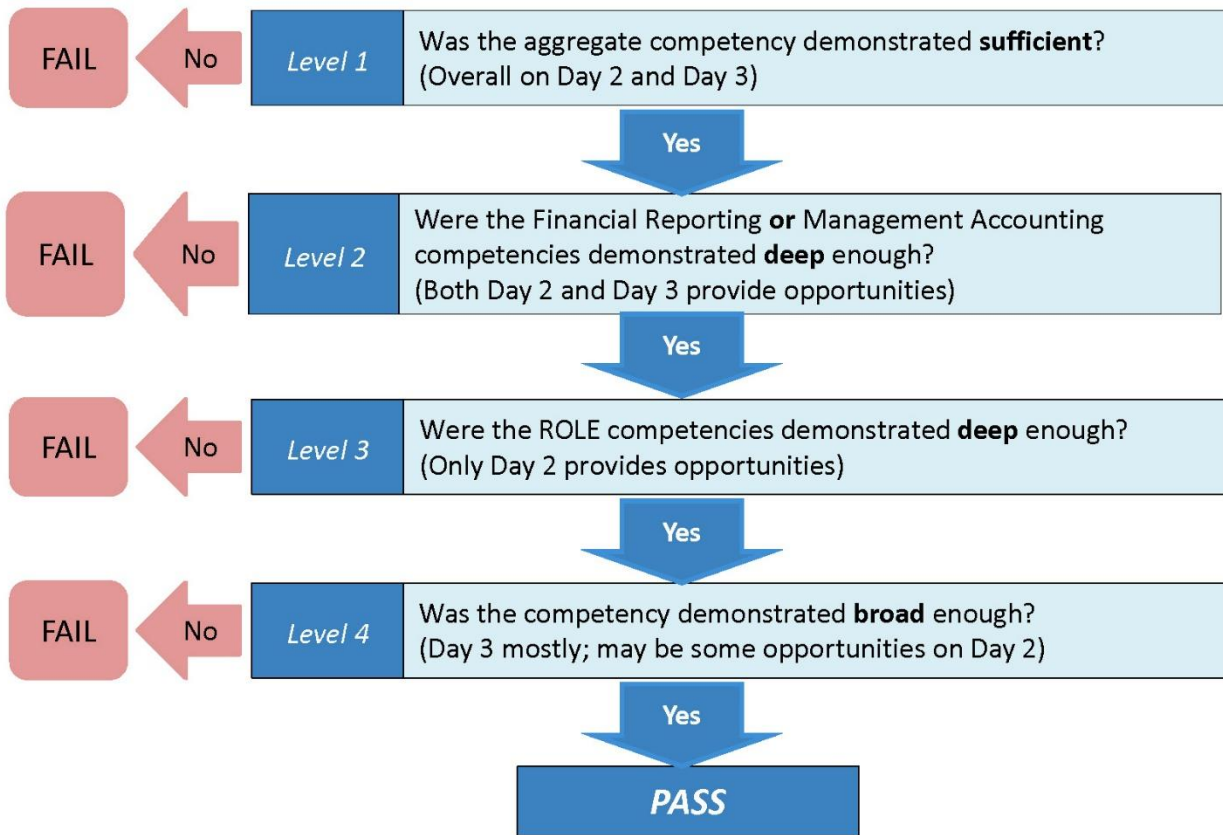 FAIL
No
Level 1
Was the aggregate competency demonstrated sufficient?
(Overall on Day 2 and Day 3)
Yes
FAIL
No
Level 2
Were the Financial Reporting or Management Accounting
competencies demonstrated deep enough?
(Both Day 2 and Day 3 provide opportunities)
Yes
FAIL
No
Level 3
Were the ROLE competencies demonstrated deep enough?
(Only Day 2 provides opportunities)
Yes
FAIL
No
Level 4
Was the competency demonstrated broad enough?
(Day 3 mostly; may be some opportunities on Day 2)
Yes
PASS